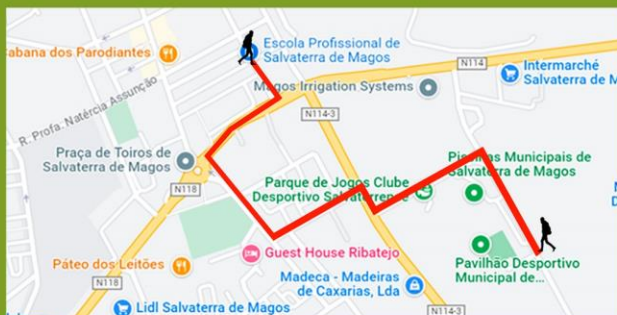 Cabana dos Parodiantes
Escola Profissional de
Salvaterra de Magos
N114
Intermarché
Salvaterra de M
Magos Irrigation Systems
R. Profa. Natércia Assunção
N114-3
Praça de Toiros de
Salvaterra de Magos
N118
Piscinas Municipais de
Salvaterra de Magos
Parque de Jogos Clube
Desportivo Salvaterrense
N
D
Guest House Ribatejo
Páteo dos Leitões
Pavilhão Desportivo
Municipal de...
Madeca - Madeiras
de Caxarias, Lda
N118
Lidl Salvaterra de Magos
N114-3